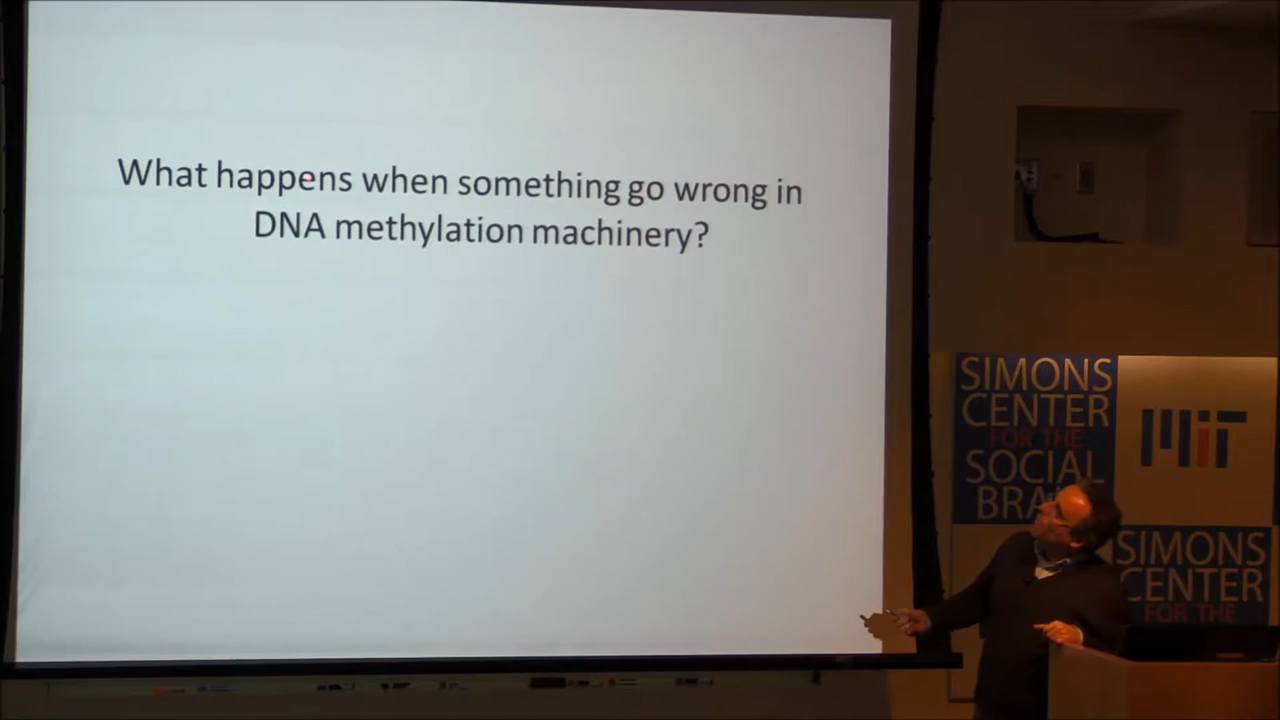 What happens when something go wrong in
DNA methylation machinery?
SIMONS
CENTER
FOR THE
SOCIAL
MIT
SIMONS
CENTER
FOR THE